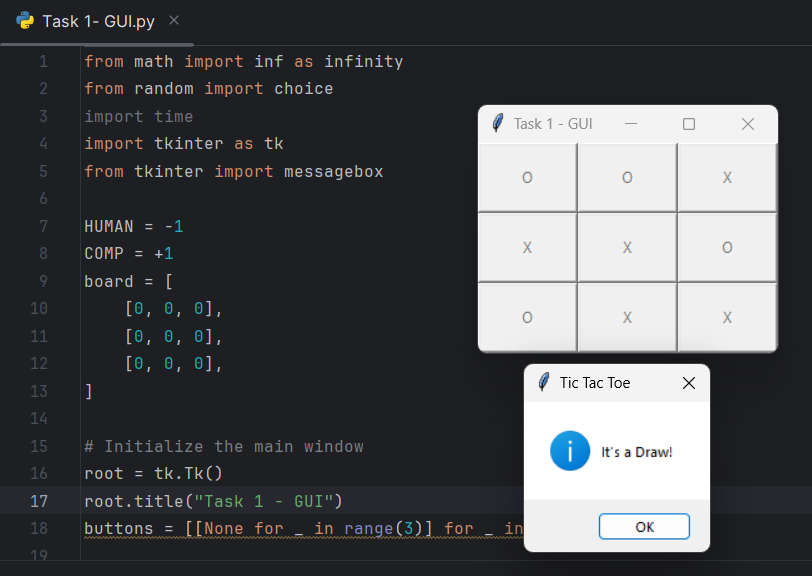 Task 1- GUI.py
1 from math import inf as infinity
2 from random import choice
3 import time
4 import tkinter as tk
5 from tkinter import messagebox
6
7 HUMAN = -1
8 COMP = +1
9 board = [
10 [0, 0, 0],
11 [0, 0, 0],
12 [0, 0, 0],
13 ]
14
15 # Initialize the main window
16 root = tk.Tk()
17 root.title("Task 1 - GUI")
18 buttons = [[None for _ in range(3)] for _ in
19
Task 1 - GUI
O O X
X X O
O X X
Tic Tac Toe
It's a Draw!
OK